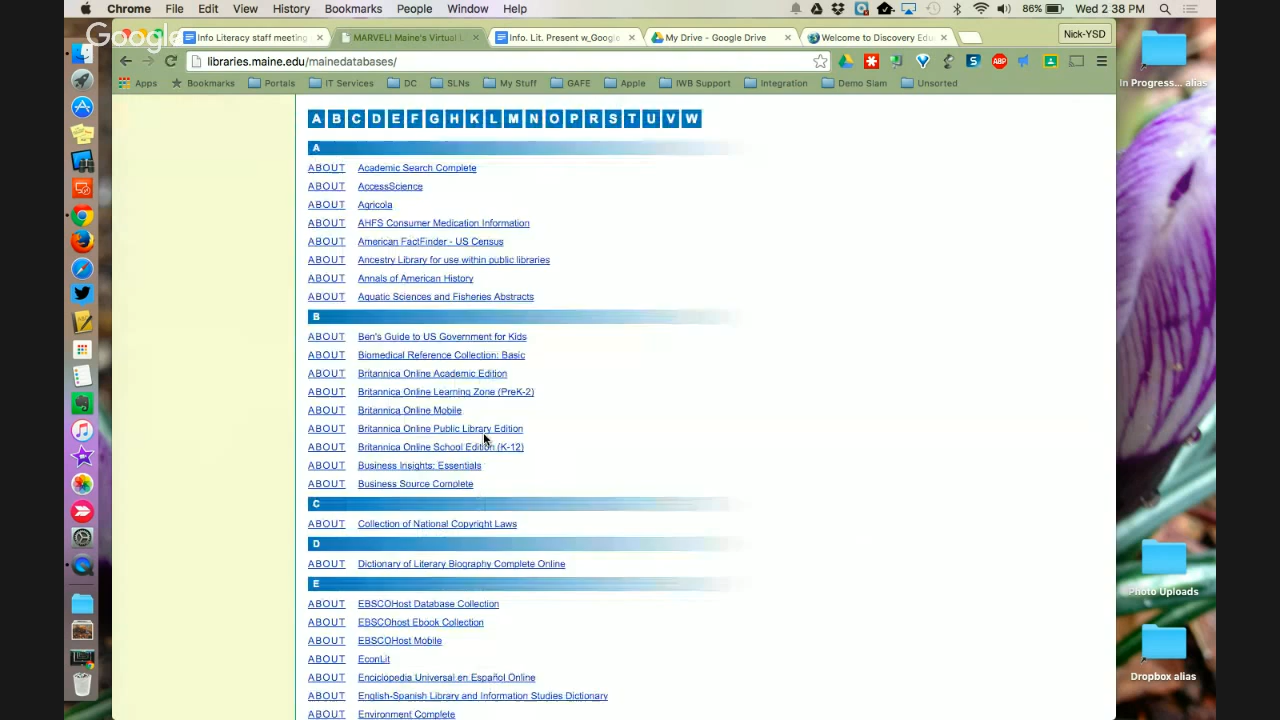 Chrome File Edit View History Bookmarks People Window Help 86% Wed 2 38 PM
Google
Info Literacy staff meeting MARVEL! Maine's Virtual L Info. Lit. Present w_Google My Drive - Google Drive Welcome to Discovery Edu Nick-YSD
libraries.maine.edu/mainedatabases/
Apps Bookmarks Portals IT Services DC SLNs My Stuff GAFE Apple IWB Support Integration Demo Slam Unsorted
In Progress... alias
A B C D E F G H K L M N O P R S T U V W
A
ABOUT Academic Search Complete
ABOUT AccessScience
ABOUT Agricola
ABOUT AHFS Consumer Medication Information
ABOUT American FactFinder - US Census
ABOUT Ancestry Library for use within public libraries
ABOUT Annals of American History
ABOUT Aquatic Sciences and Fisheries Abstracts
B
ABOUT Ben's Guide to US Government for Kids
ABOUT Biomedical Reference Collection: Basic
ABOUT Britannica Online Academic Edition
ABOUT Britannica Online Learning Zone (PreK-2)
ABOUT Britannica Online Mobile
ABOUT Britannica Online Public Library Edition
ABOUT Britannica Online School Edition (K-12)
ABOUT Business Insights: Essentials
ABOUT Business Source Complete
C
ABOUT Collection of National Copyright Laws
D
ABOUT Dictionary of Literary Biography Complete Online
E
Photo Uploads
ABOUT EBSCOHost Database Collection
ABOUT EBSCOhost Ebook Collection
ABOUT EBSCOHost Mobile
ABOUT EconLit
ABOUT Enciclopedia Universal en Español Online
Dropbox alias
ABOUT English-Spanish Library and Information Studies Dictionary
ABOUT Environment Complete